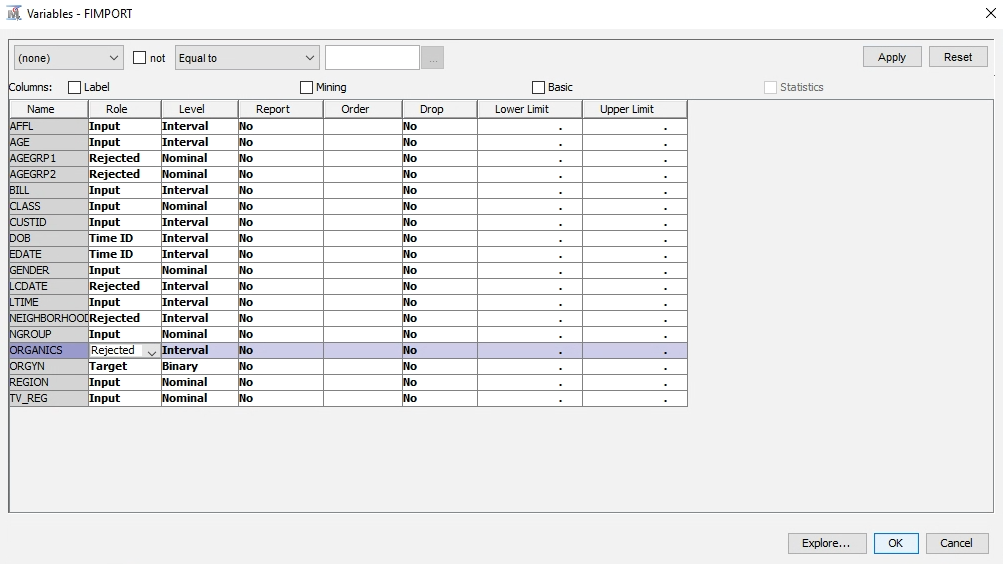 Variables - FIMPORT
(none) not Equal to ... Apply Reset
Columns: Label Mining Basic Statistics
Name Role Level Report Order Drop Lower Limit Upper Limit
AFFL Input Interval No No . .
AGE Input Interval No No . .
AGEGRP1 Rejected Nominal No No . .
AGEGRP2 Rejected Nominal No No . .
BILL Input Interval No No . .
CLASS Input Interval No No . .
CUSTID Input Interval No No . .
DOB Time ID Interval No No . .
EDATE Time ID Interval No No . .
GENDER Input Nominal No No . .
LCDATE Rejected Interval No No . .
LTIME Input Interval No No . .
NEIGHBORHOOD Rejected Interval No No . .
NGROUP Input Nominal No No . .
ORGANICS Rejected Interval No No . .
ORGYN Target Binary No No . .
REGION Input Nominal No No . .
TV_REG Input Nominal No No . .
Explore... OK Cancel